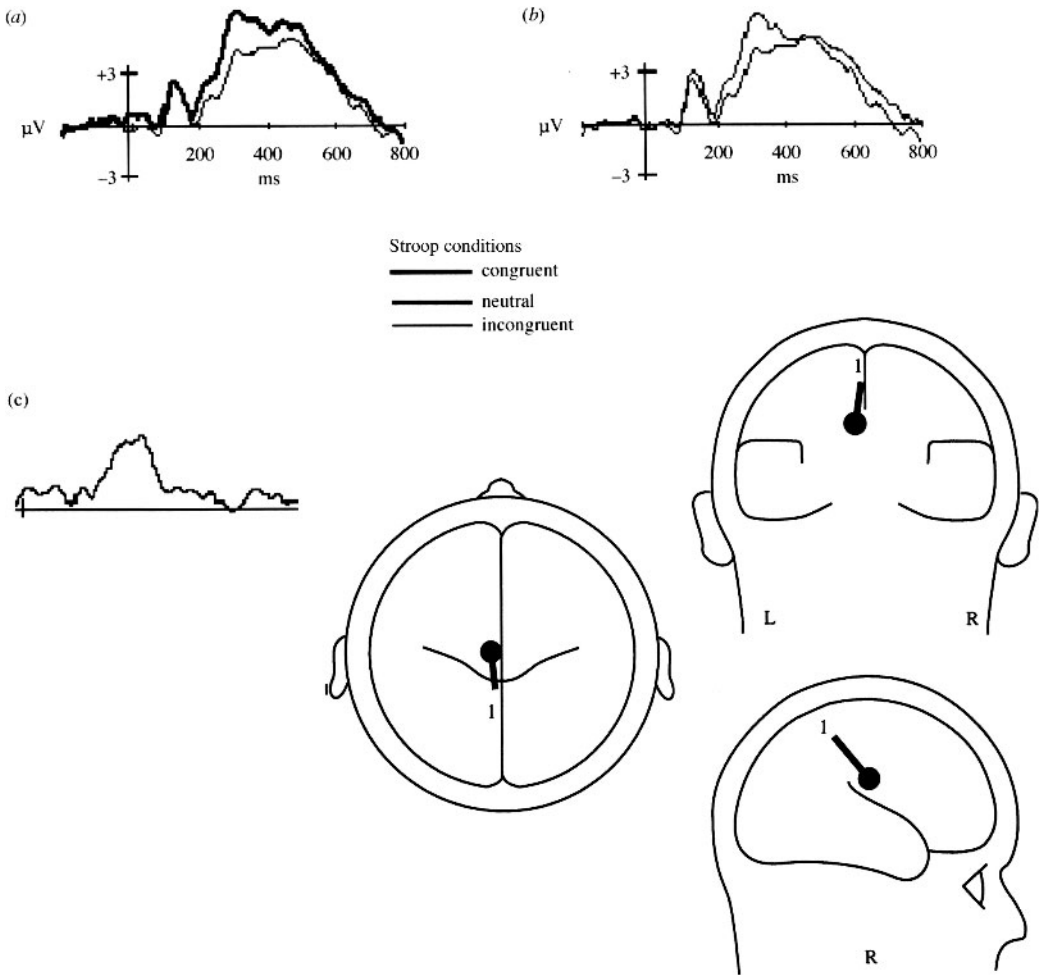 (a)
+3
µV
−3
200
400
600
800
ms
(b)
+3
µV
−3
200
400
600
800
ms
Stroop conditions
congruent
neutral
incongruent
(c)
1
L
R
1
1
R